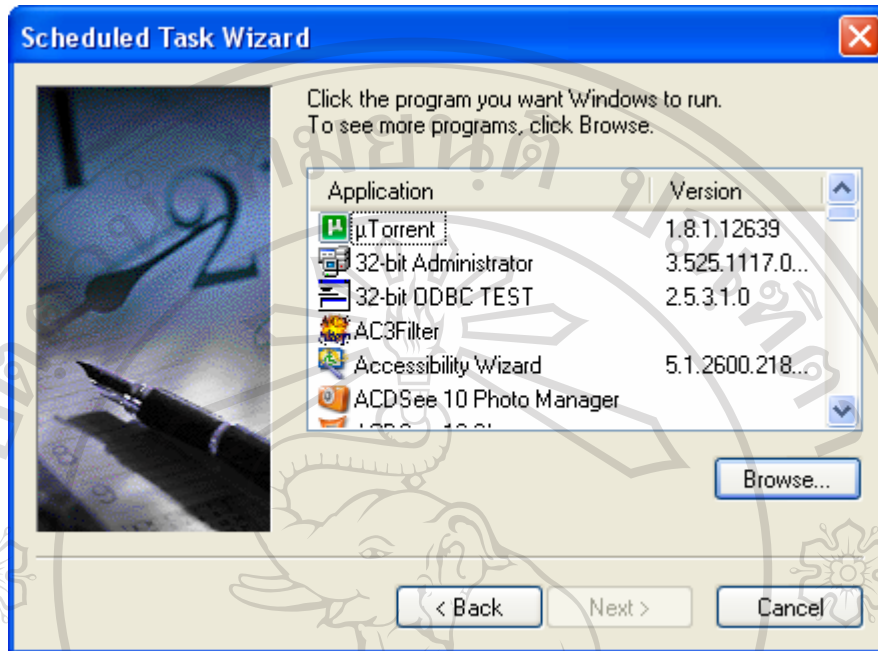 Scheduled Task Wizard
Click the program you want Windows to run.
To see more programs, click Browse.
Application Version
µTorrent 1.8.1.12639
32-bit Administrator 3.525.1117.0...
32-bit ODBC TEST 2.5.3.1.0
AC3Filter
Accessibility Wizard 5.1.2600.218...
ACDSee 10 Photo Manager
Browse...
< Back Next > Cancel